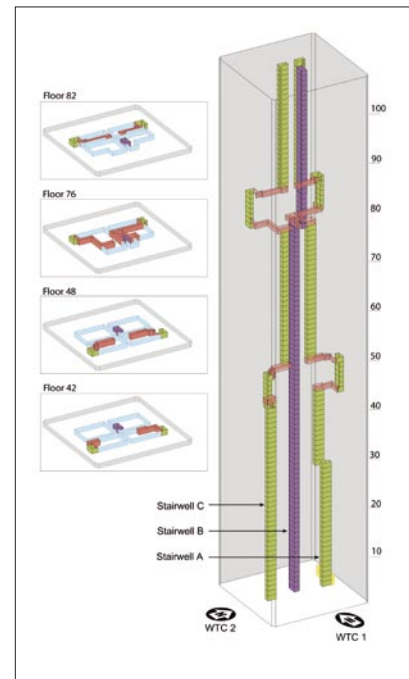 Floor 82
Floor 76
Floor 48
Floor 42
100
90
80
70
60
50
40
30
20
10
Stairwell C
Stairwell B
Stairwell A
WTC 2
WTC 1